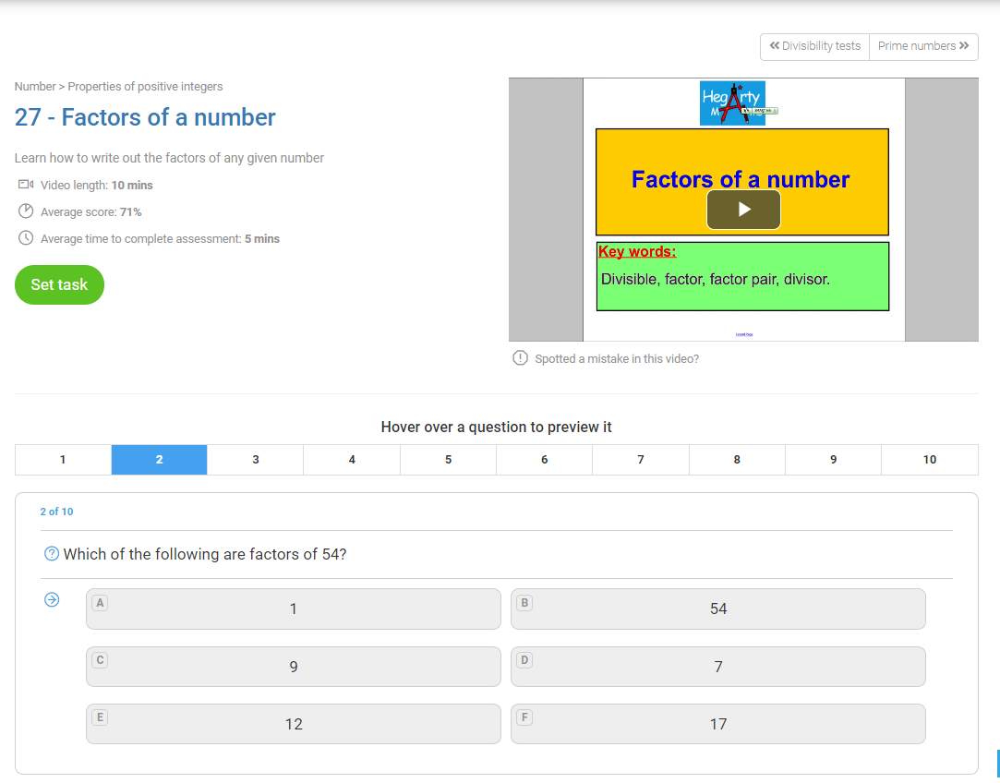 Divisibility tests
Prime numbers
Number > Properties of positive integers
27 - Factors of a number
Learn how to write out the factors of any given number
Video length: 10 mins
Average score: 71%
Average time to complete assessment: 5 mins
Set task
Heg rty
M
Factors of a number
Key words:
Divisible, factor, factor pair, divisor.
Spotted a mistake in this video?
Hover over a question to preview it
1 2 3 4 5 6 7 8 9 10
2 of 10
Which of the following are factors of 54?
A 1
B 54
C 9
D 7
E 12
F 17